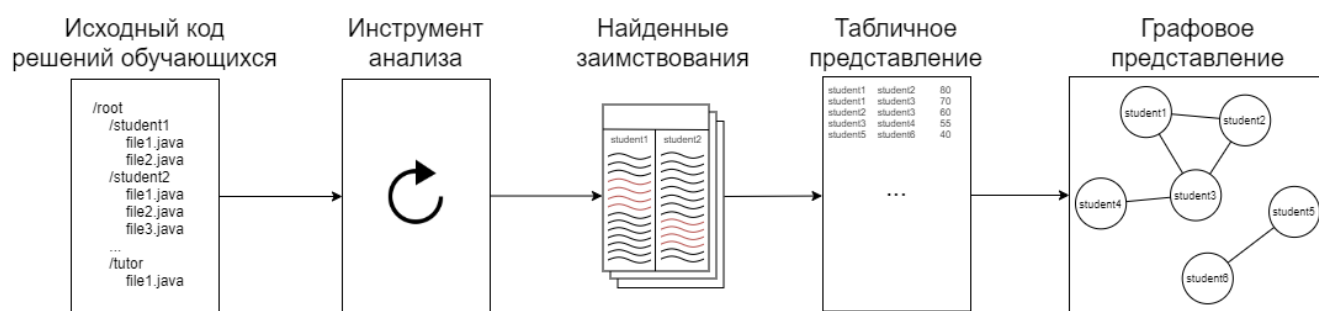 Исходный код
решений обучающихся
/root
/student1
file1.java
file2.java
/student2
file1.java
file2.java
file3.java
...
/tutor
file1.java
Инструмент
анализа
Найденные
заимствования
student1 student2
Табличное
представление
student1 student2 80
student1 student3 70
student2 student3 60
student3 student4 55
student5 student6 40
...
Графовое
представление
student1
student2
student3
student4
student5
student6